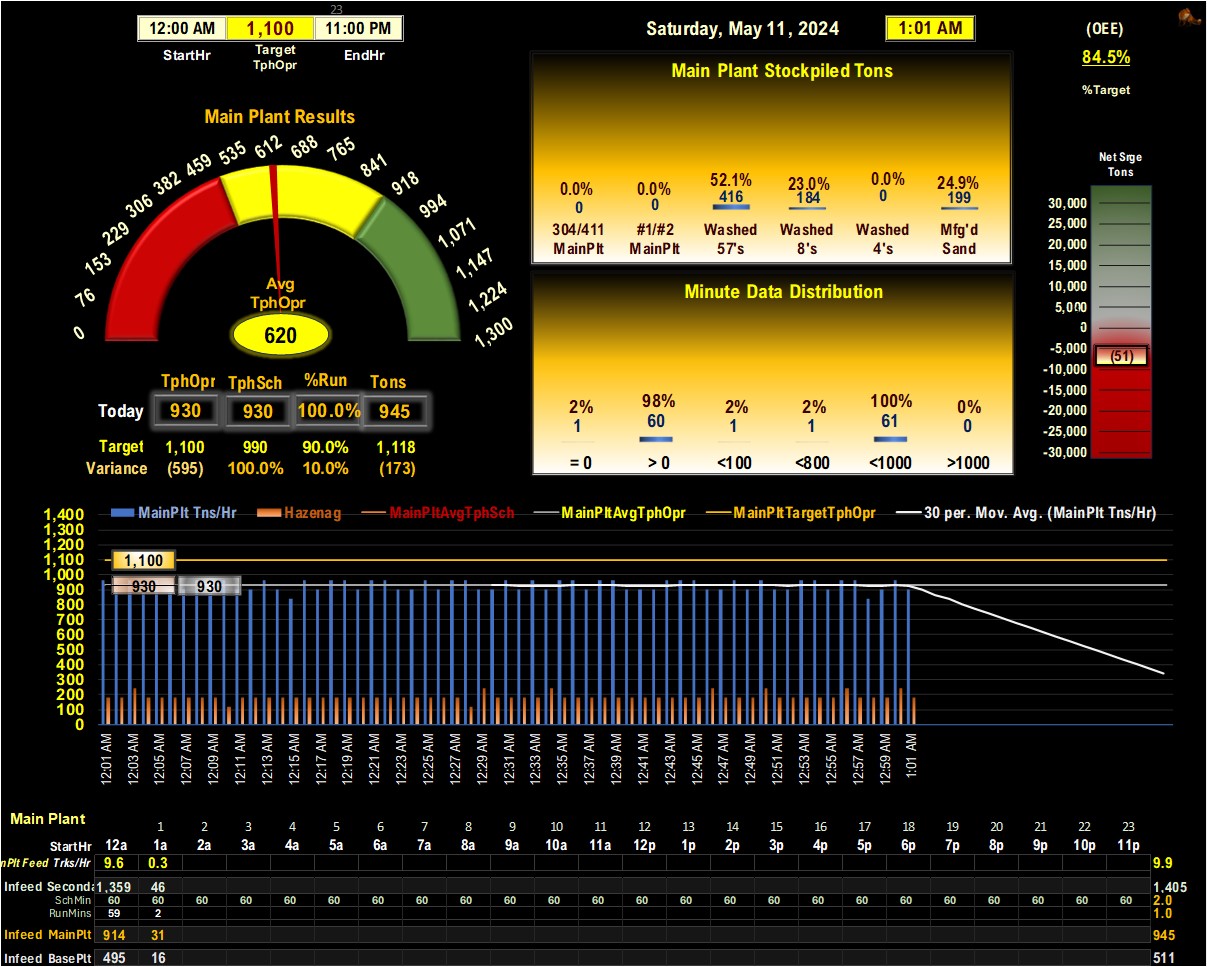 23
12:00 AM 1,100 11:00 PM
StartHr Target TphOpr EndHr
Saturday, May 11, 2024 1:01 AM
(OEE)
84.5%
%Target
Main Plant Results
0 76 153 229 306 382 459 535 612 688 765 841 918 994 1,071 1,147 1,224 1,300
Avg
TphOpr
620
TphOpr TphSch %Run Tons
Today 930 930 100.0% 945
Target 1,100 990 90.0% 1,118
Variance (595) 100.0% 10.0% (173)
Main Plant Stockpiled Tons
0.0% 0.0% 52.1% 23.0% 0.0% 24.9%
0 0 416 184 0 199
304/411 #1/#2 Washed Washed Washed Mfg'd
MainPlt MainPlt 57's 8's 4's Sand
Minute Data Distribution
2% 98% 2% 2% 100% 0%
1 60 1 1 61 0
= 0 > 0 <100 <800 <1000 >1000
Net Srge
Tons
30,000
25,000
20,000
15,000
10,000
5,000
0
-5,000
(51)
-10,000
-15,000
-20,000
-25,000
-30,000
MainPlt Tns/Hr Hazenag MainPltAvgTphSch MainPltAvgTphOpr MainPltTargetTphOpr 30 per. Mov. Avg. (MainPlt Tns/Hr)
1,400
1,300
1,200
1,100
1,000
900
800
700
600
500
400
300
200
100
0
1,100
930 930
12:01 AM 12:03 AM 12:05 AM 12:07 AM 12:09 AM 12:11 AM 12:13 AM 12:15 AM 12:17 AM 12:19 AM 12:21 AM 12:23 AM 12:25 AM 12:27 AM 12:29 AM 12:31 AM 12:33 AM 12:35 AM 12:37 AM 12:39 AM 12:41 AM 12:43 AM 12:45 AM 12:47 AM 12:49 AM 12:51 AM 12:53 AM 12:55 AM 12:57 AM 12:59 AM 1:01 AM
Main Plant
1 2 3 4 5 6 7 8 9 10 11 12 13 14 15 16 17 18 19 20 21 22 23
StartHr 12a 1a 2a 3a 4a 5a 6a 7a 8a 9a 10a 11a 12p 1p 2p 3p 4p 5p 6p 7p 8p 9p 10p 11p
nPlt Feed Trks/Hr 9.6 0.3 9.9
Infeed Seconda 1,359 46 1,405
SchMin 60 60 60 60 60 60 60 60 60 60 60 60 60 60 60 60 60 60 60 60 60 60 60 60 2.0
RunMins 59 2 1.0
Infeed MainPlt 914 31 945
Infeed BasePlt 495 16 511